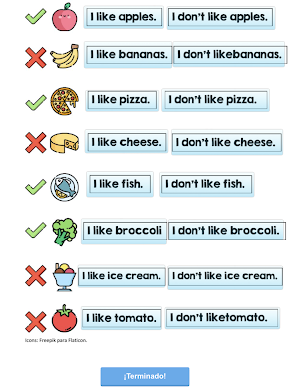 I like apples. I don't like apples.
I like bananas. I don't likebananas.
I like pizza. I don't like pizza.
I like cheese. I don't like cheese.
I like fish. I don't like fish.
I like broccoli I don't like broccoli.
I like ice cream. I don't like ice cream.
I like tomato. I don't liketomato.
Icons: Freepik para Flaticon.
¡Terminado!